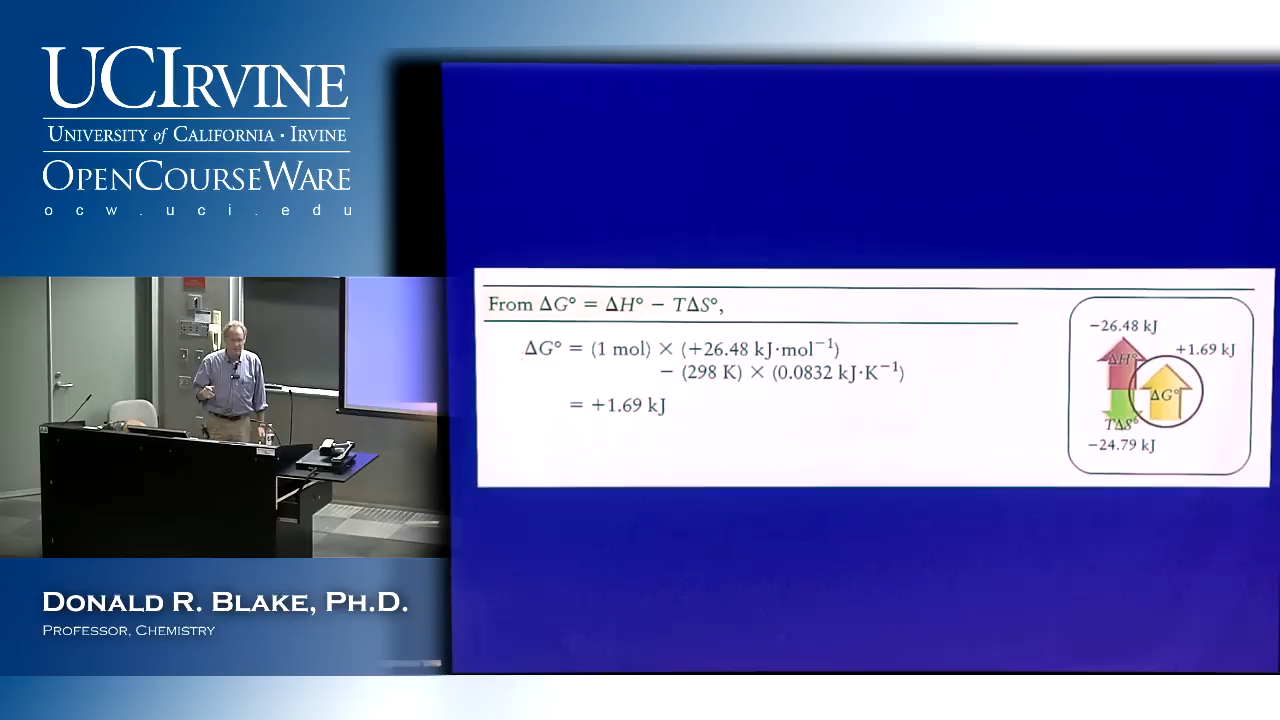 UCIRVINE
UNIVERSITY of CALIFORNIA · IRVINE
OPENCOURSEWARE
ocw.uci.edu
From ΔG° = ΔH° − TΔS°,
ΔG° = (1 mol) × (+26.48 kJ·mol⁻¹)
− (298 K) × (0.0832 kJ·K⁻¹)
= +1.69 kJ
−26.48 kJ
+1.69 kJ
ΔH°
ΔG°
TΔS°
−24.79 kJ
DONALD R. BLAKE, PH.D.
PROFESSOR, CHEMISTRY